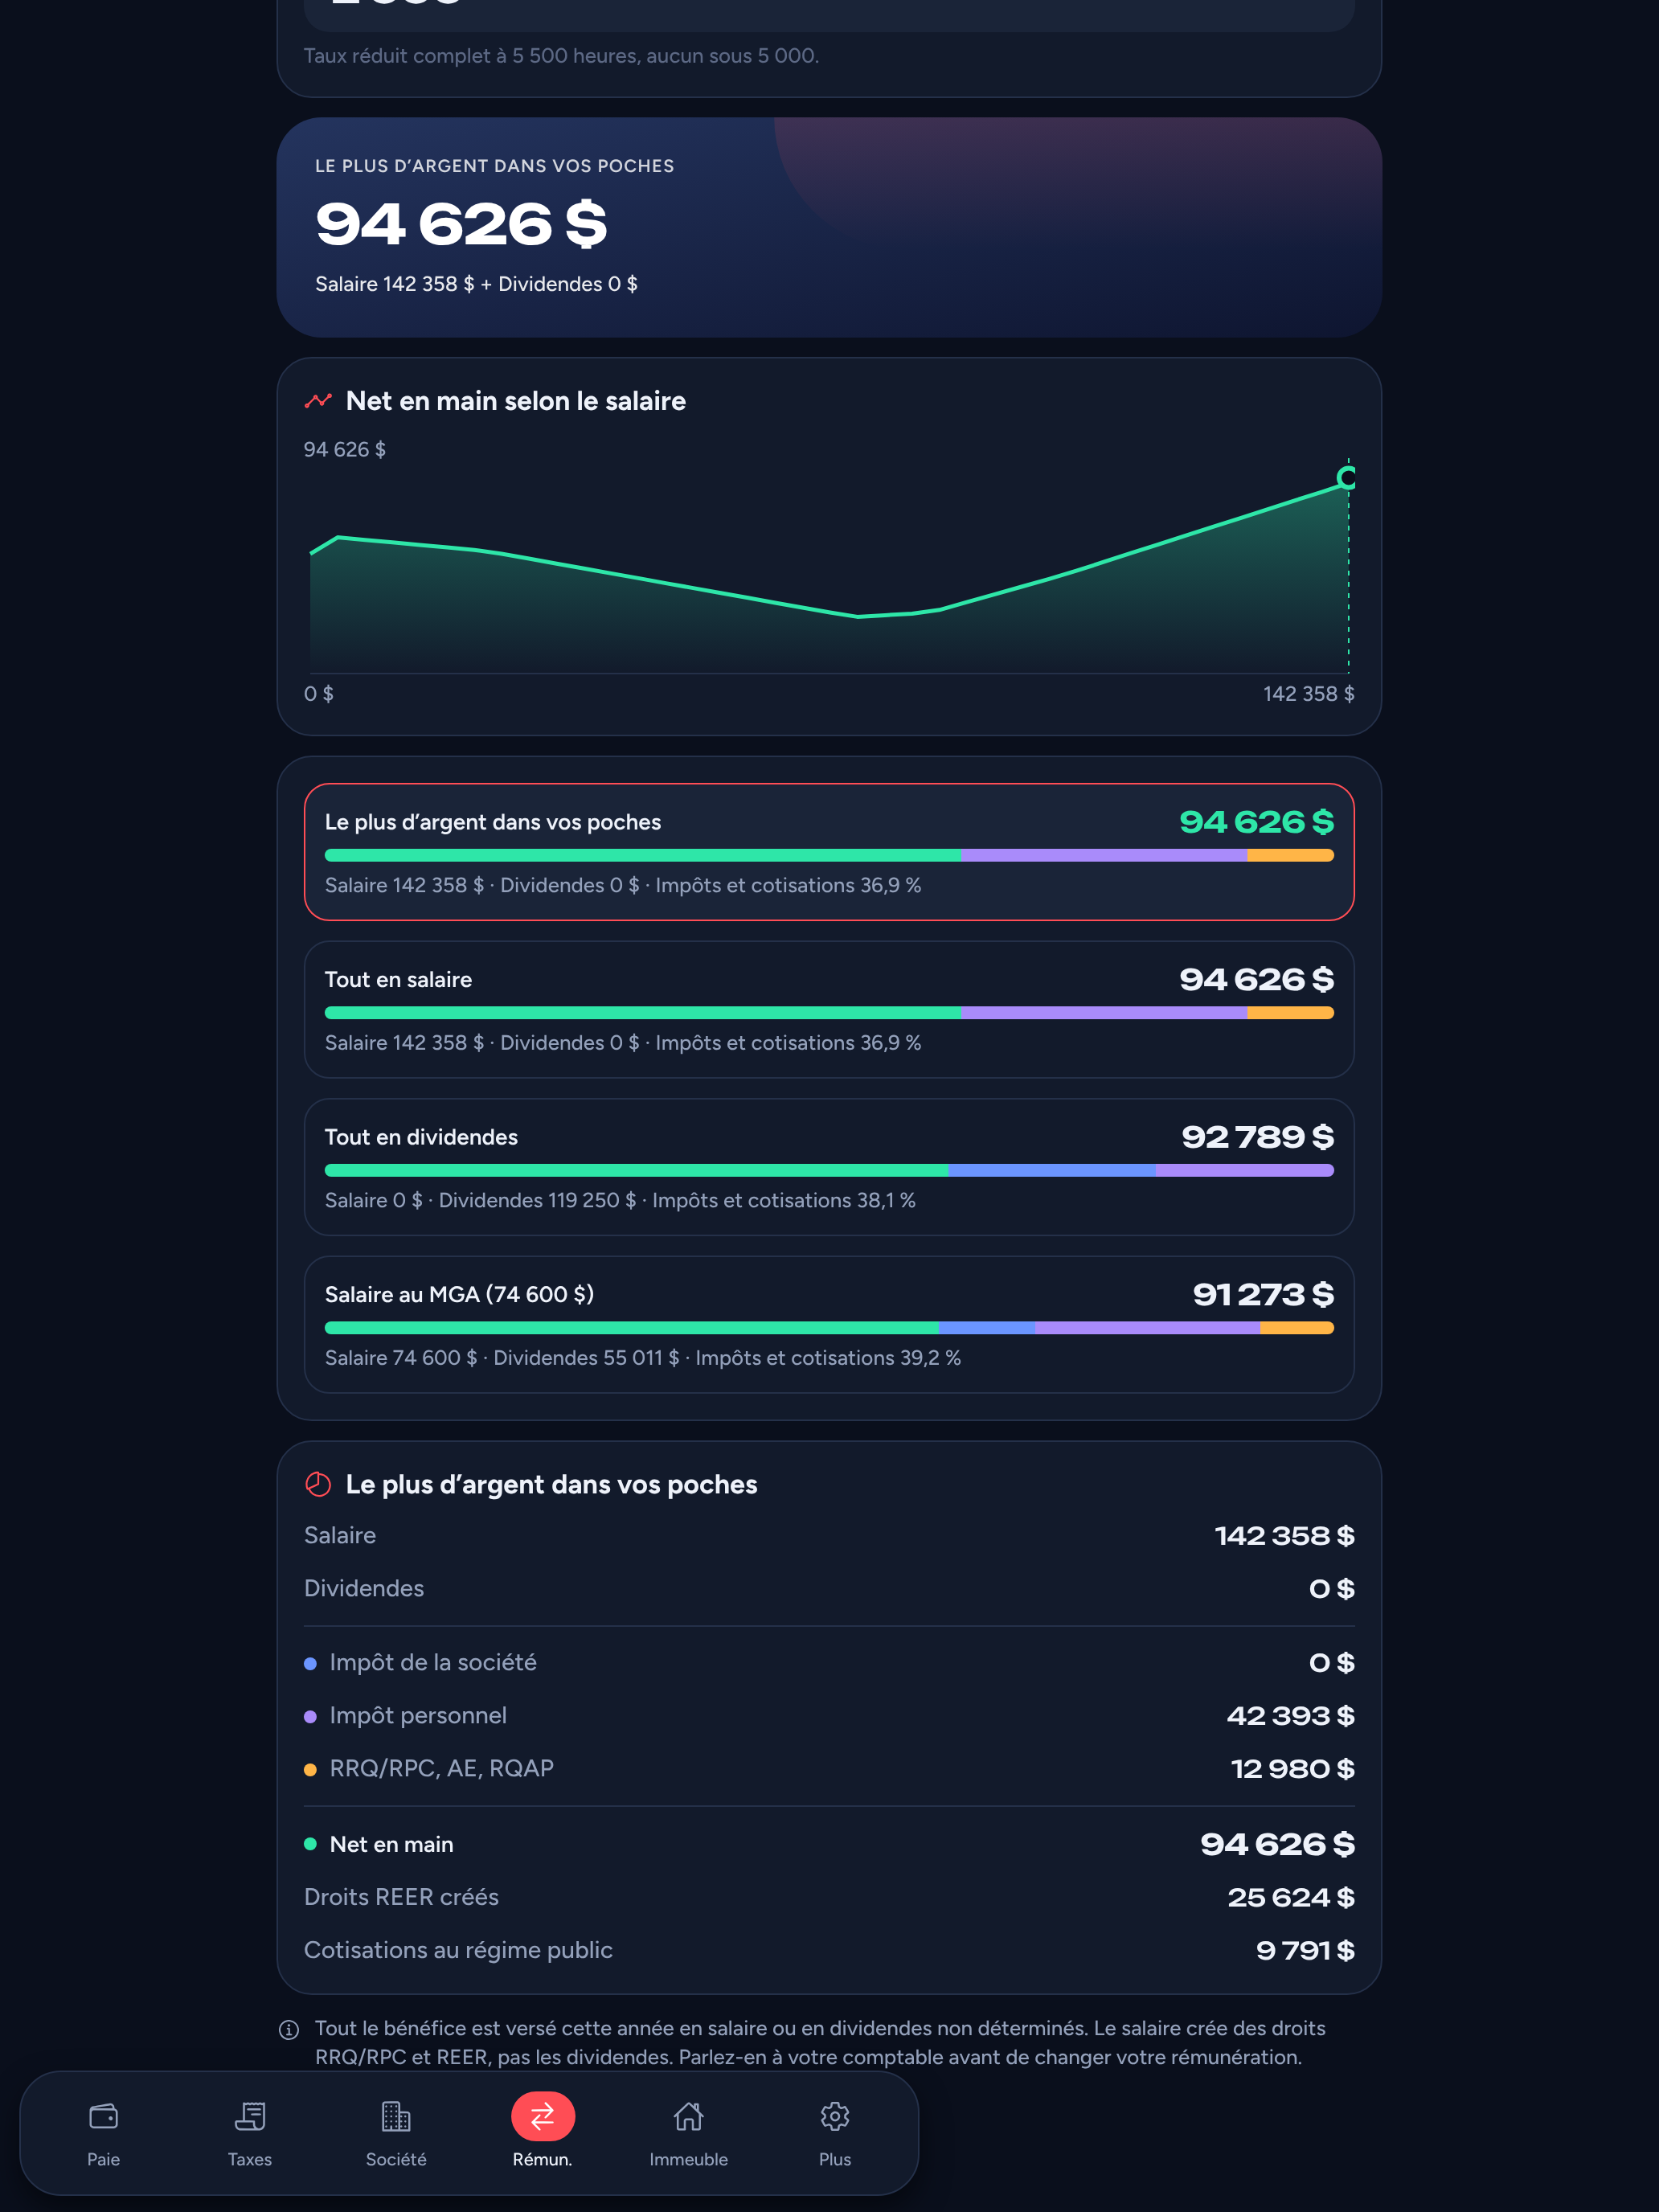 Taux réduit complet à 5 500 heures, aucun sous 5 000.
LE PLUS D’ARGENT DANS VOS POCHES
94 626 $
Salaire 142 358 $ + Dividendes 0 $
Net en main selon le salaire
94 626 $
0 $
142 358 $
Le plus d’argent dans vos poches
94 626 $
Salaire 142 358 $ · Dividendes 0 $ · Impôts et cotisations 36,9 %
Tout en salaire
94 626 $
Salaire 142 358 $ · Dividendes 0 $ · Impôts et cotisations 36,9 %
Tout en dividendes
92 789 $
Salaire 0 $ · Dividendes 119 250 $ · Impôts et cotisations 38,1 %
Salaire au MGA (74 600 $)
91 273 $
Salaire 74 600 $ · Dividendes 55 011 $ · Impôts et cotisations 39,2 %
Le plus d’argent dans vos poches
Salaire
142 358 $
Dividendes
0 $
Impôt de la société
0 $
Impôt personnel
42 393 $
RRQ/RPC, AE, RQAP
12 980 $
Net en main
94 626 $
Droits REER créés
25 624 $
Cotisations au régime public
9 791 $
Tout le bénéfice est versé cette année en salaire ou en dividendes non déterminés. Le salaire crée des droits
RRQ/RPC et REER, pas les dividendes. Parlez-en à votre comptable avant de changer votre rémunération.
Paie
Taxes
Société
Rémun.
Immeuble
Plus